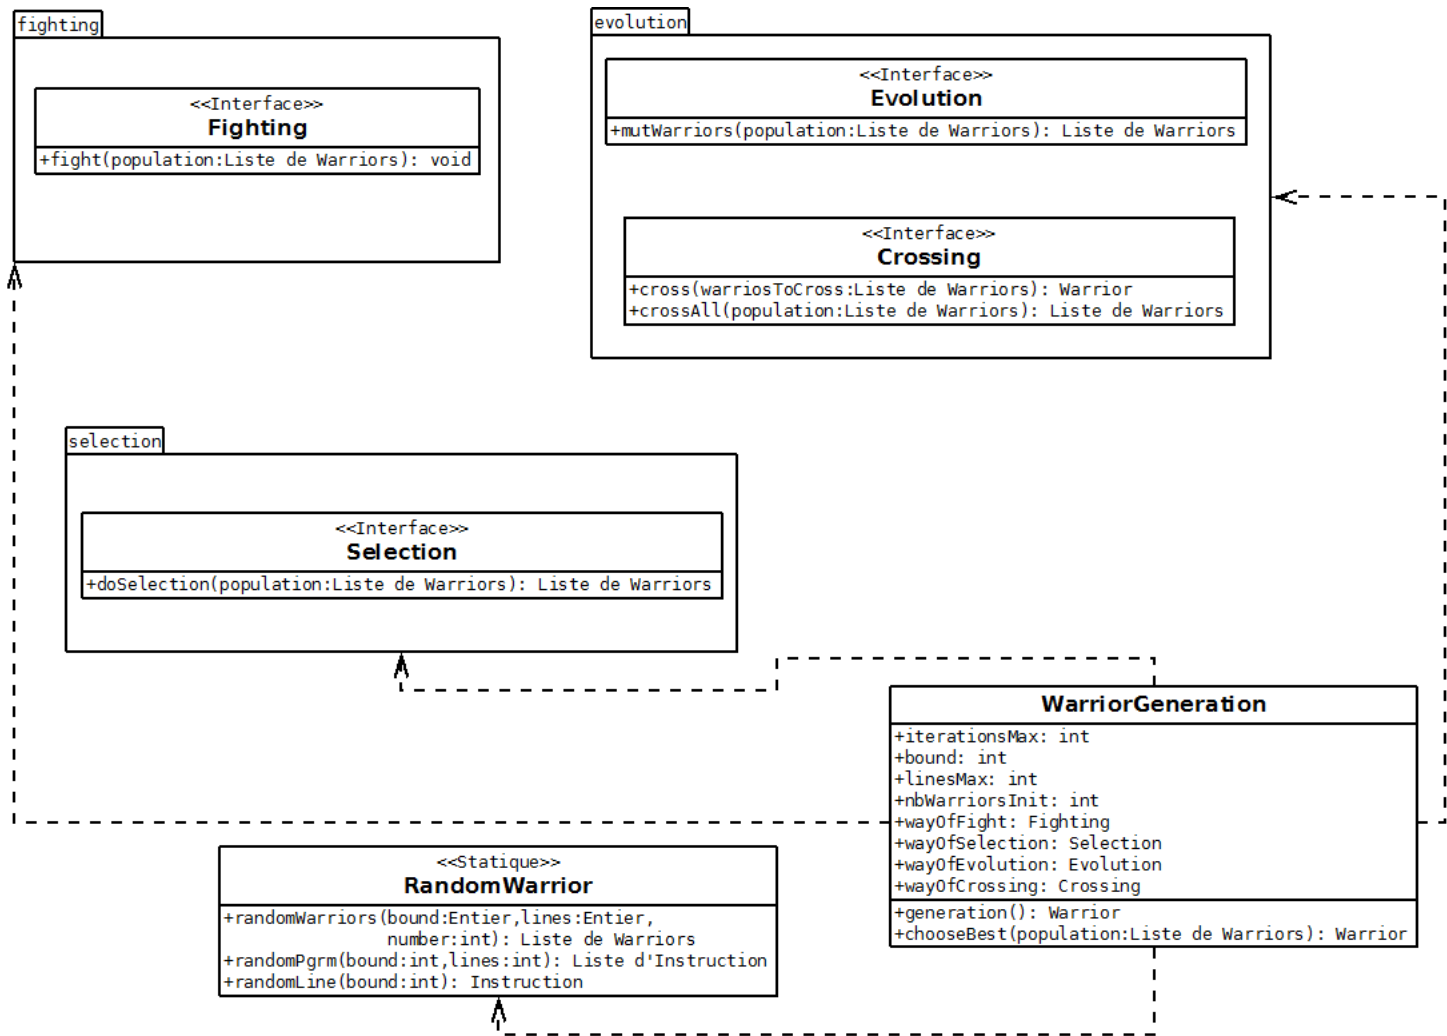 fighting
<<Interface>>
Fighting
+fight(population:Liste de Warriors): void
evolution
<<Interface>>
Evolution
+mutWarriors(population:Liste de Warriors): Liste de Warriors
<<Interface>>
Crossing
+cross(warriosToCross:Liste de Warriors): Warrior
+crossAll(population:Liste de Warriors): Liste de Warriors
selection
<<Interface>>
Selection
+doSelection(population:Liste de Warriors): Liste de Warriors
WarriorGeneration
+iterationsMax: int
+bound: int
+linesMax: int
+nbWarriorsInit: int
+wayOfFight: Fighting
+wayOfSelection: Selection
+wayOfEvolution: Evolution
+wayOfCrossing: Crossing
+generation(): Warrior
+chooseBest(population:Liste de Warriors): Warrior
<<Statique>>
RandomWarrior
+randomWarriors(bound:Entier,lines:Entier,
number:int): Liste de Warriors
+randomPgrm(bound:int,lines:int): Liste d'Instruction
+randomLine(bound:int): Instruction